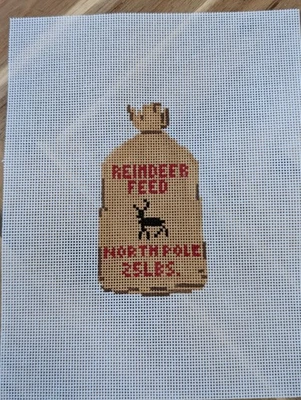 REINDEER
FEED
NORTH POLE
25LBS.